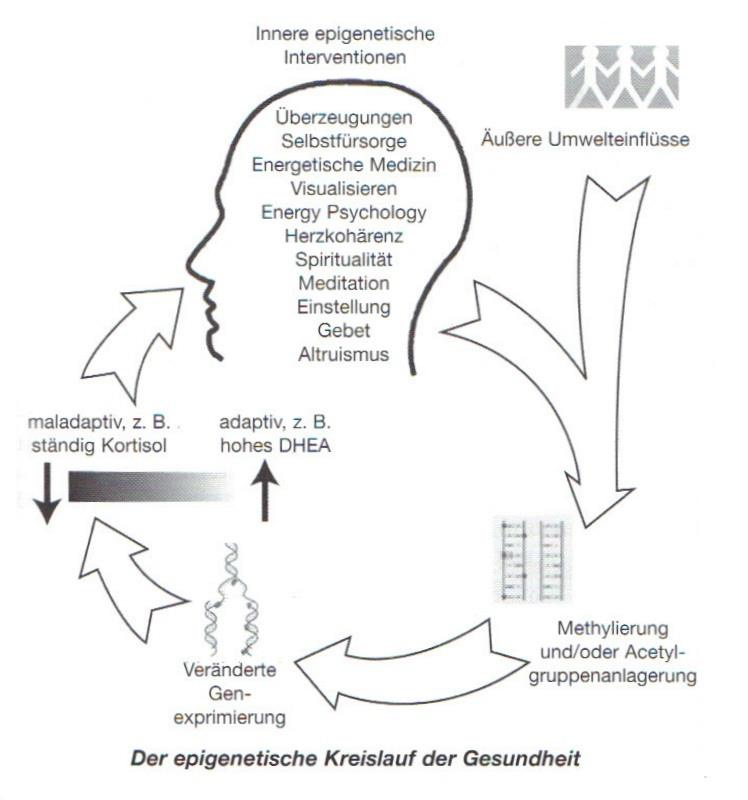 Innere epigenetische
Interventionen
Äußere Umwelteinflüsse
Überzeugungen
Selbstfürsorge
Energetische Medizin
Visualisieren
Energy Psychology
Herzkohärenz
Spiritualität
Meditation
Einstellung
Gebet
Altruismus
maladaptiv, z. B.
ständig Kortisol
adaptiv, z. B.
hohes DHEA
Methylierung
und/oder Acetyl-
gruppenanlagerung
Veränderte
Gen-
exprimierung
Der epigenetische Kreislauf der Gesundheit